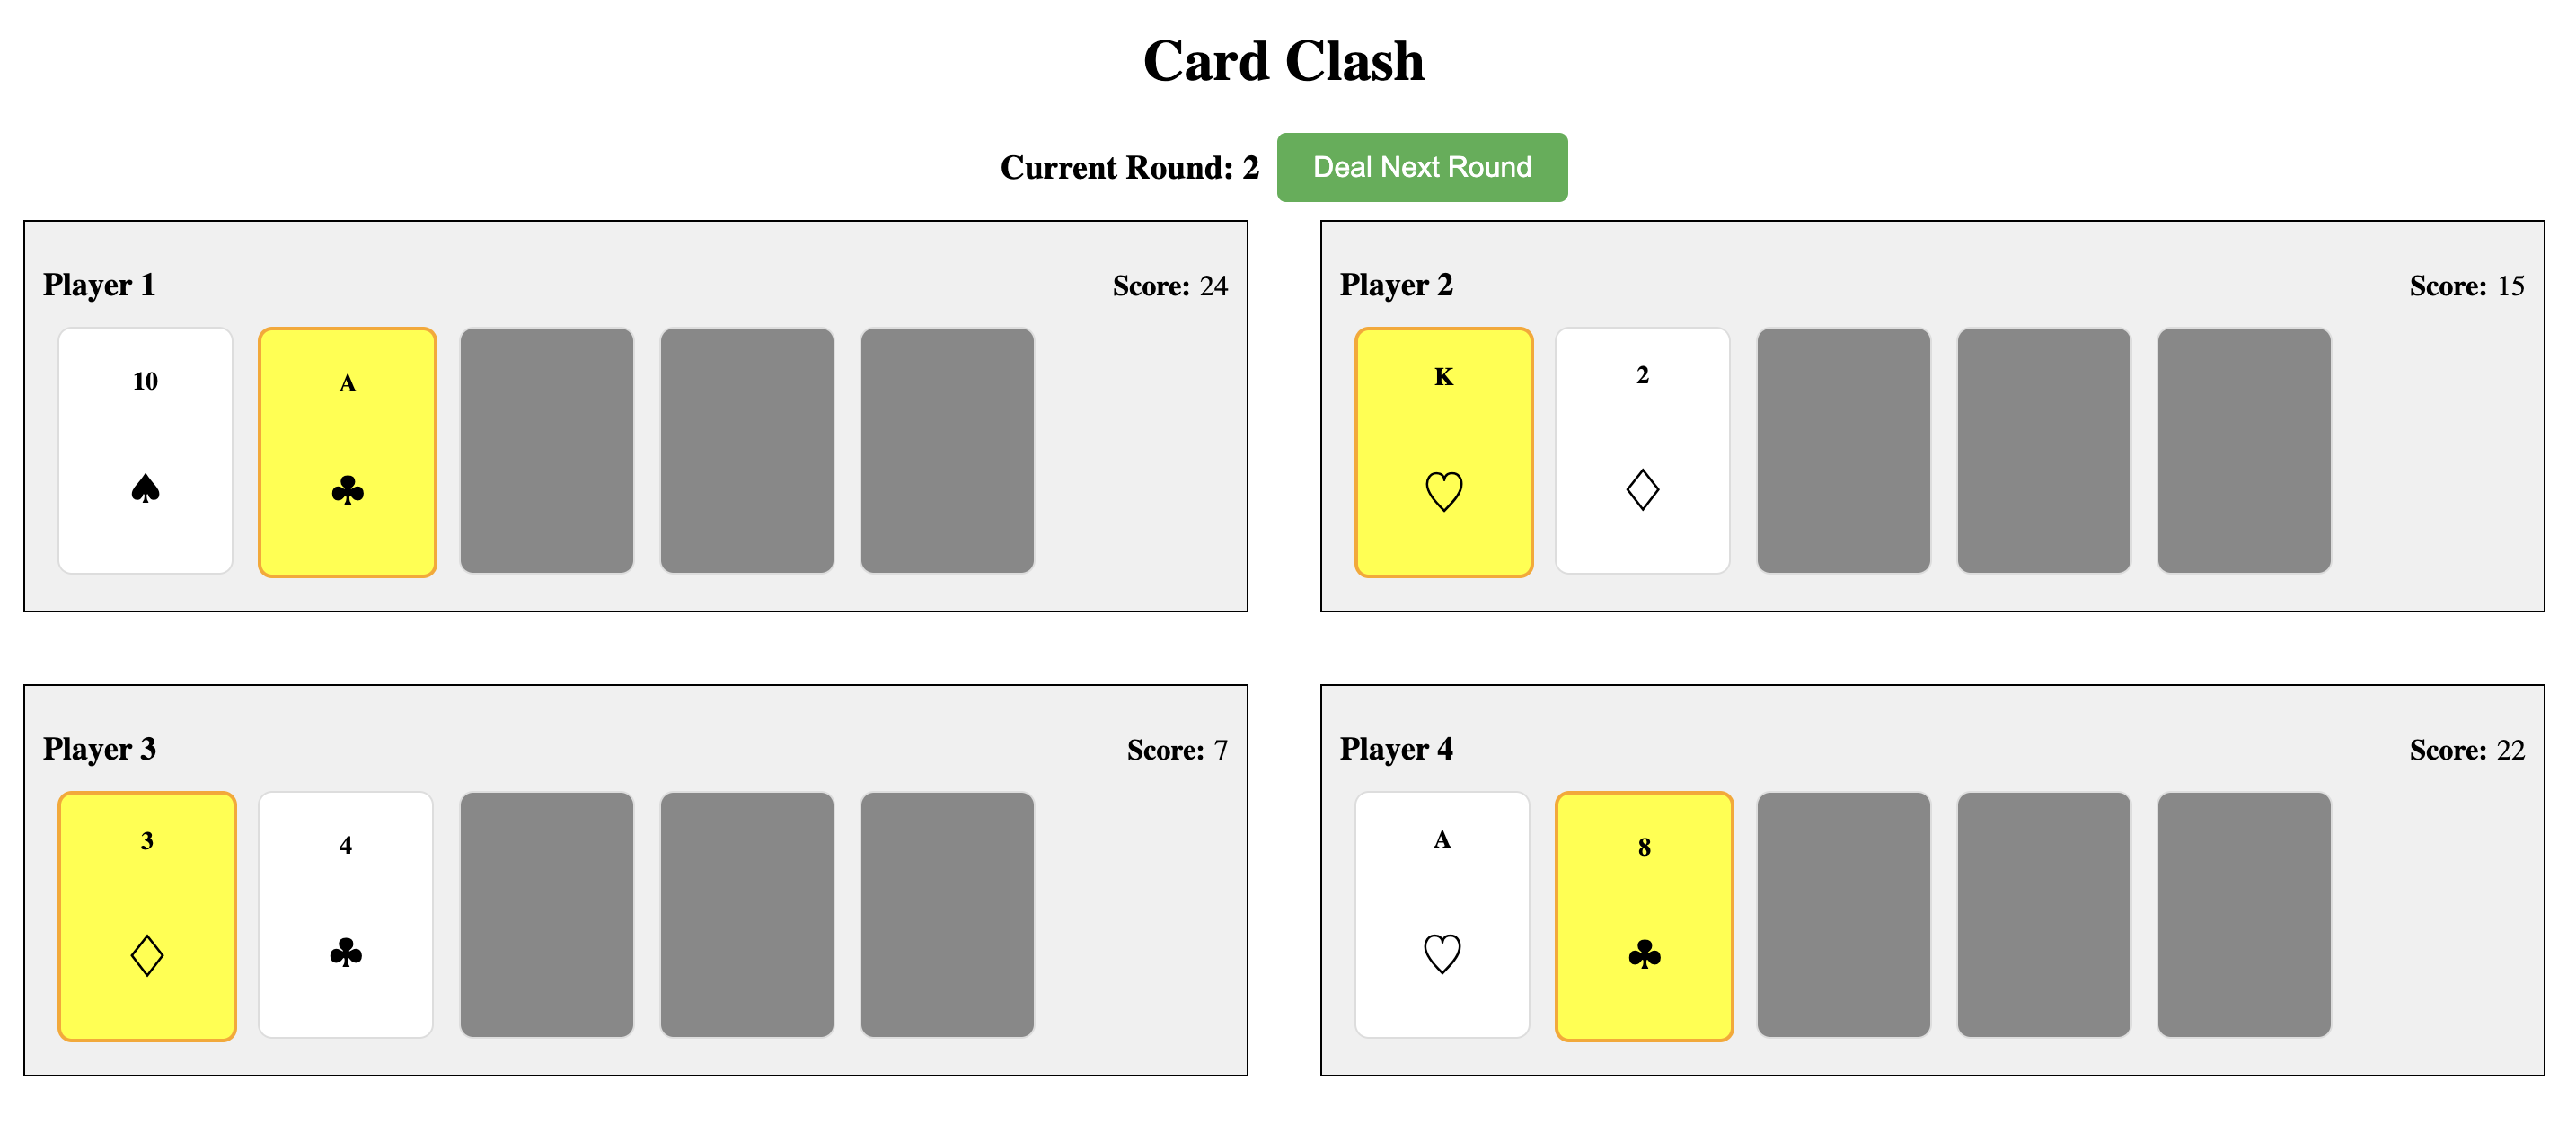 Card Clash
Current Round: 2 Deal Next Round
Player 1 Score: 24
10 A
♠ ♣
Player 2 Score: 15
K 2
♡ ♢
Player 3 Score: 7
3 4
♢ ♣
Player 4 Score: 22
A 8
♡ ♣